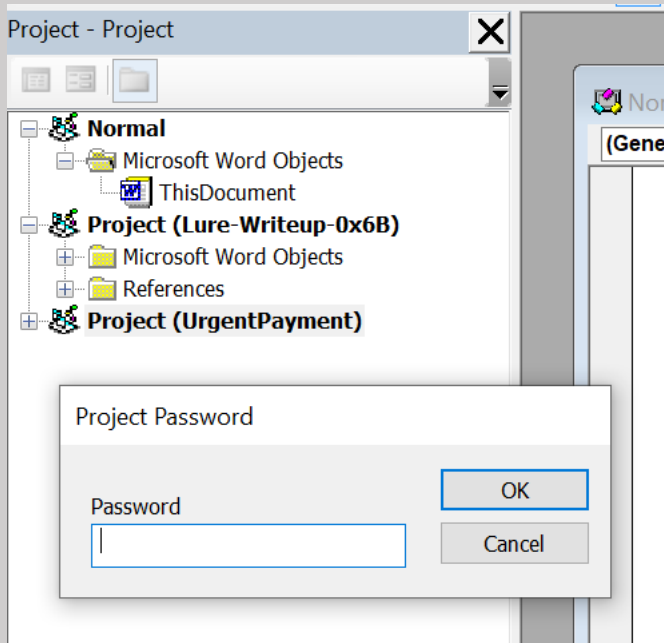 Project - Project
Normal
Microsoft Word Objects
ThisDocument
Project (Lure-Writeup-0x6B)
Microsoft Word Objects
References
Project (UrgentPayment)
Nor
(Gene
Project Password
Password
OK
Cancel